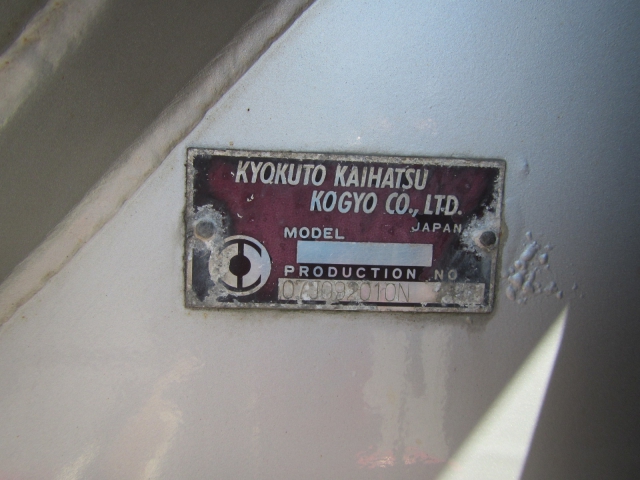 KYOKUTO KAIHATSU
KOGYO CO., LTD.
JAPAN
MODEL
PRODUCTION NO